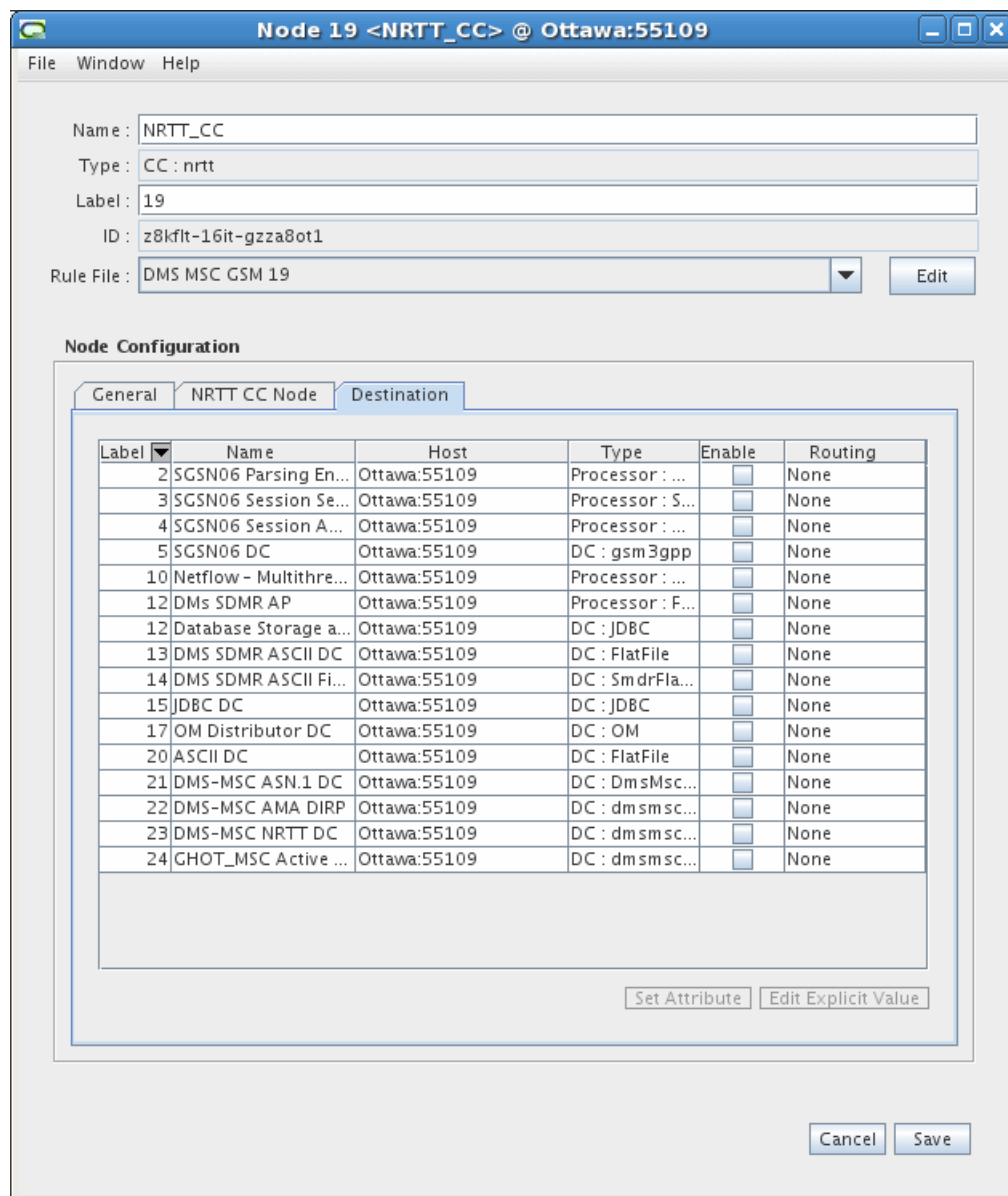 Node 19 <NRTT_CC> @ Ottawa:55109
File Window Help
Name : NRTT_CC
Type : CC : nrtt
Label : 19
ID : z8kflt-16it-gzza8ot1
Rule File : DMS MSC GSM 19 Edit
Node Configuration
General NRTT CC Node Destination
Label Name Host Type Enable Routing
2 SGSN06 Parsing En... Ottawa:55109 Processor : ... None
3 SGSN06 Session Se... Ottawa:55109 Processor : S... None
4 SGSN06 Session A... Ottawa:55109 Processor : ... None
5 SGSN06 DC Ottawa:55109 DC : gsm3gpp None
10 Netflow - Multithre... Ottawa:55109 Processor : ... None
12 DMs SDMR AP Ottawa:55109 Processor : F... None
12 Database Storage a... Ottawa:55109 DC : JDBC None
13 DMS SDMR ASCII DC Ottawa:55109 DC : FlatFile None
14 DMS SDMR ASCII Fi... Ottawa:55109 DC : SmdrFla... None
15 JDBC DC Ottawa:55109 DC : JDBC None
17 OM Distributor DC Ottawa:55109 DC : OM None
20 ASCII DC Ottawa:55109 DC : FlatFile None
21 DMS-MSC ASN.1 DC Ottawa:55109 DC : DmsMsc... None
22 DMS-MSC AMA DIRP Ottawa:55109 DC : dmsmsc... None
23 DMS-MSC NRTT DC Ottawa:55109 DC : dmsmsc... None
24 GHOT_MSC Active ... Ottawa:55109 DC : dmsmsc... None
Set Attribute Edit Explicit Value
Cancel Save